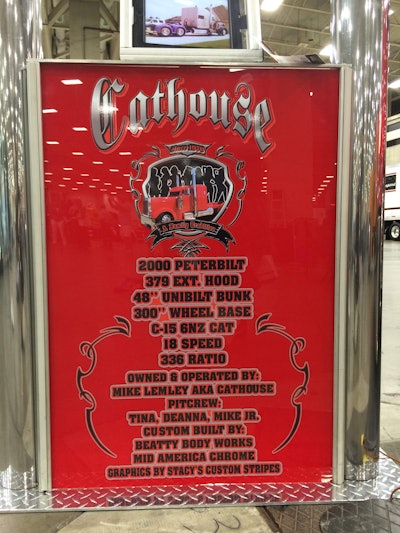 Cathouse
2000 PETERBILT
379 EXT. HOOD
48" UNIBILT BUNK
300" WHEEL BASE
C-15 6NZ CAT
18 SPEED
336 RATIO
OWNED & OPERATED BY:
MIKE LEMLEY AKA CATHOUSE
PITCREW:
TINA, DEANNA, MIKE JR.
CUSTOM BUILT BY:
BEATTY BODY WORKS
MID AMERICA CHROME
GRAPHICS BY STACY'S CUSTOM STRIPES